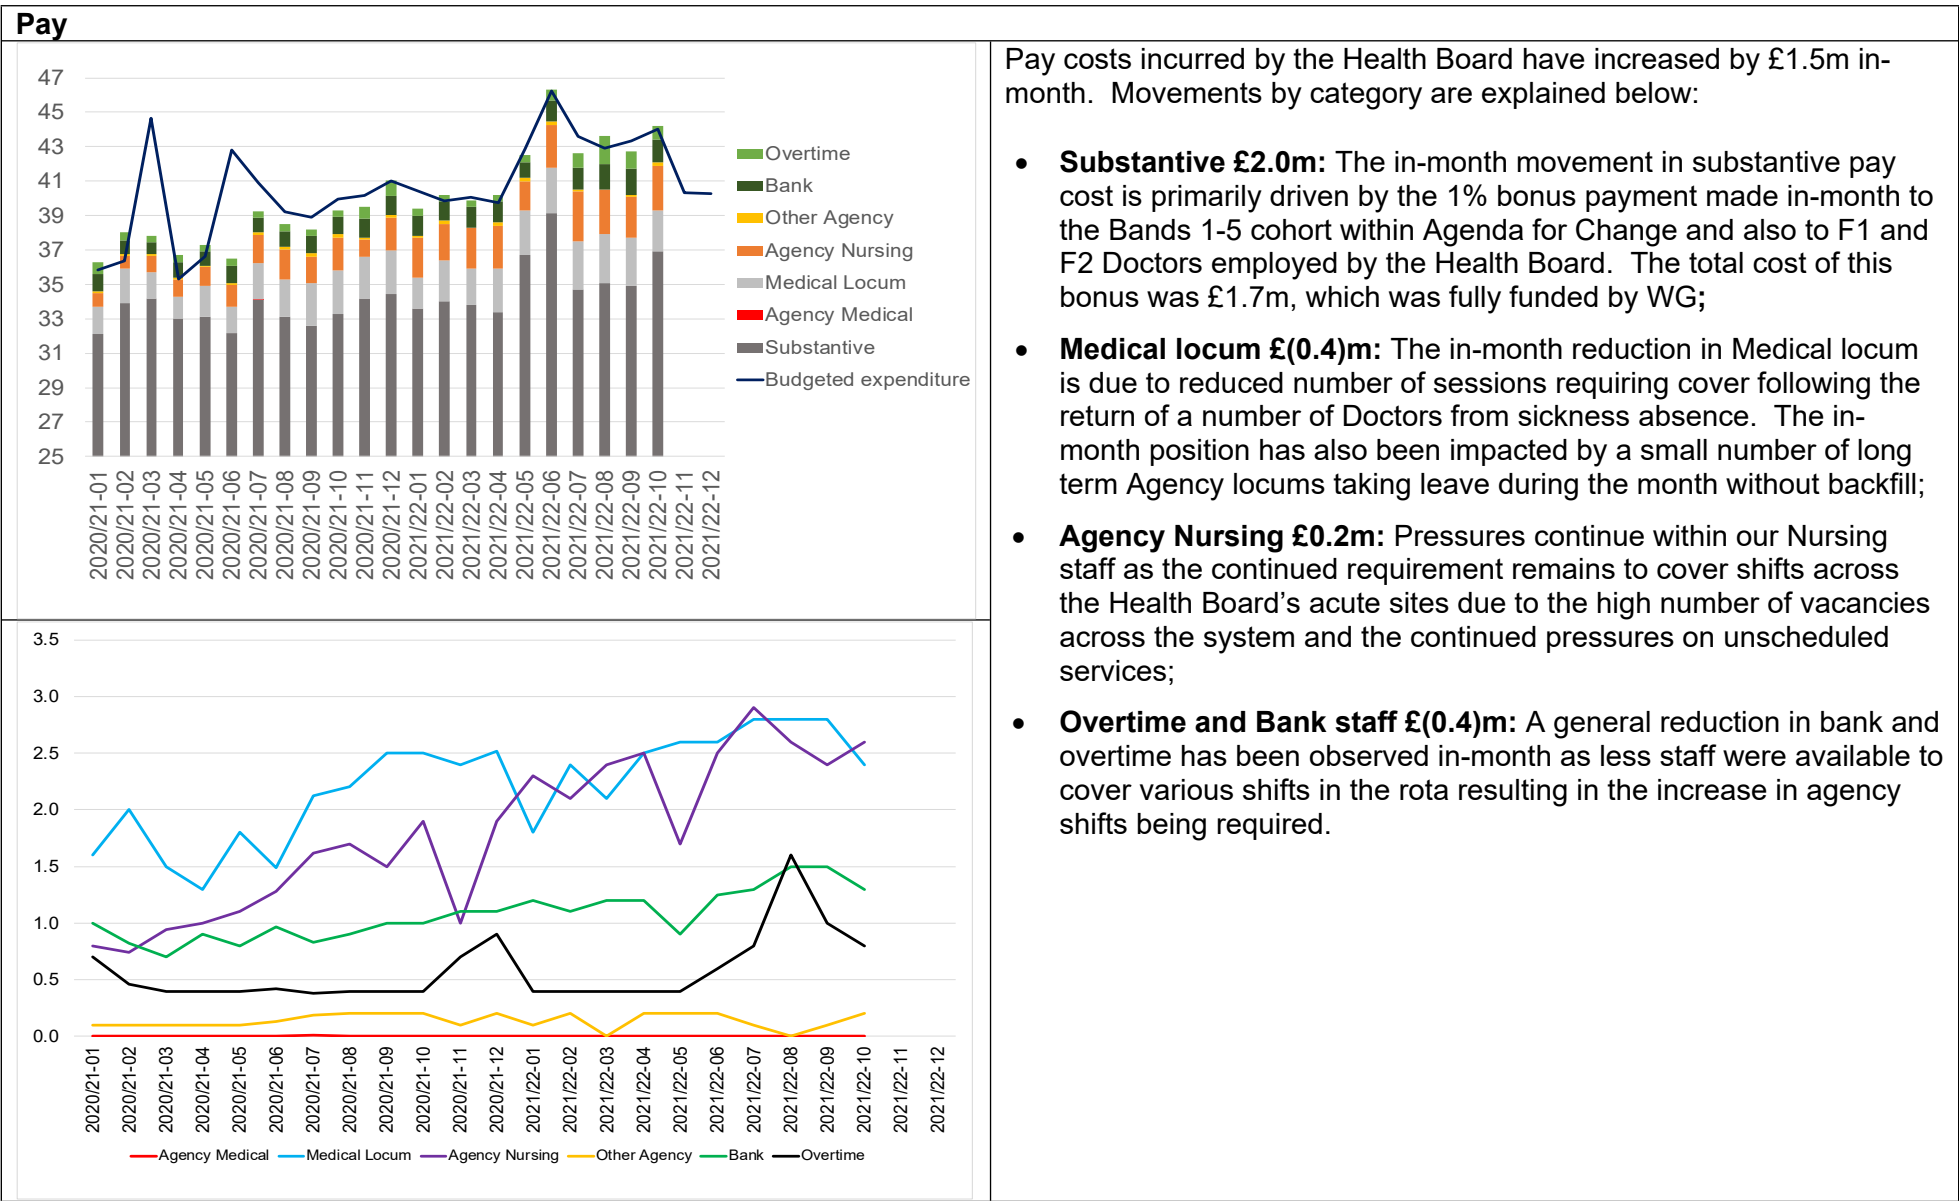 Pay
47
45
43
41
39
37
35
33
31
29
27
25
2020/21-01
2020/21-02
2020/21-03
2020/21-04
2020/21-05
2020/21-06
2020/21-07
2020/21-08
2020/21-09
2020/21-10
2020/21-11
2020/21-12
2021/22-01
2021/22-02
2021/22-03
2021/22-04
2021/22-05
2021/22-06
2021/22-07
2021/22-08
2021/22-09
2021/22-10
2021/22-11
2021/22-12
Overtime
Bank
Other Agency
Agency Nursing
Medical Locum
Agency Medical
Substantive
Budgeted expenditure
3.5
3.0
2.5
2.0
1.5
1.0
0.5
0.0
2020/21-01
2020/21-02
2020/21-03
2020/21-04
2020/21-05
2020/21-06
2020/21-07
2020/21-08
2020/21-09
2020/21-10
2020/21-11
2020/21-12
2021/22-01
2021/22-02
2021/22-03
2021/22-04
2021/22-05
2021/22-06
2021/22-07
2021/22-08
2021/22-09
2021/22-10
2021/22-11
2021/22-12
Agency Medical Medical Locum Agency Nursing Other Agency Bank Overtime
Pay costs incurred by the Health Board have increased by £1.5m in-
month. Movements by category are explained below:
• Substantive £2.0m: The in-month movement in substantive pay
cost is primarily driven by the 1% bonus payment made in-month to
the Bands 1-5 cohort within Agenda for Change and also to F1 and
F2 Doctors employed by the Health Board. The total cost of this
bonus was £1.7m, which was fully funded by WG;
• Medical locum £(0.4)m: The in-month reduction in Medical locum
is due to reduced number of sessions requiring cover following the
return of a number of Doctors from sickness absence. The in-
month position has also been impacted by a small number of long
term Agency locums taking leave during the month without backfill;
• Agency Nursing £0.2m: Pressures continue within our Nursing
staff as the continued requirement remains to cover shifts across
the Health Board’s acute sites due to the high number of vacancies
across the system and the continued pressures on unscheduled
services;
• Overtime and Bank staff £(0.4)m: A general reduction in bank and
overtime has been observed in-month as less staff were available to
cover various shifts in the rota resulting in the increase in agency
shifts being required.